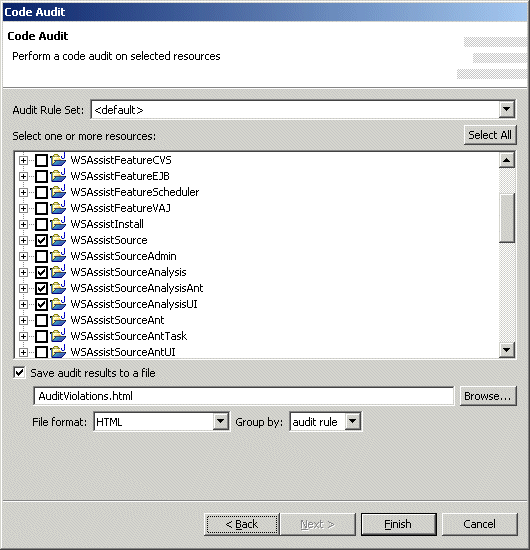 Code Audit
Code Audit
Perform a code audit on selected resources
Audit Rule Set: <default>
Select one or more resources: Select All
WSAssistFeatureCVS
WSAssistFeatureEJB
WSAssistFeatureScheduler
WSAssistFeatureVAJ
WSAssistInstall
WSAssistSource
WSAssistSourceAdmin
WSAssistSourceAnalysis
WSAssistSourceAnalysisAnt
WSAssistSourceAnalysisUI
WSAssistSourceAnt
WSAssistSourceAntTask
WSAssistSourceAntUI
Save audit results to a file
AuditViolations.html Browse...
File format: HTML Group by: audit rule
< Back Next > Finish Cancel